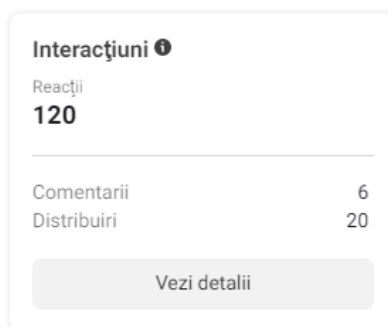 Interacţiuni
Reacţii
120
Comentarii 6
Distribuiri 20
Vezi detalii